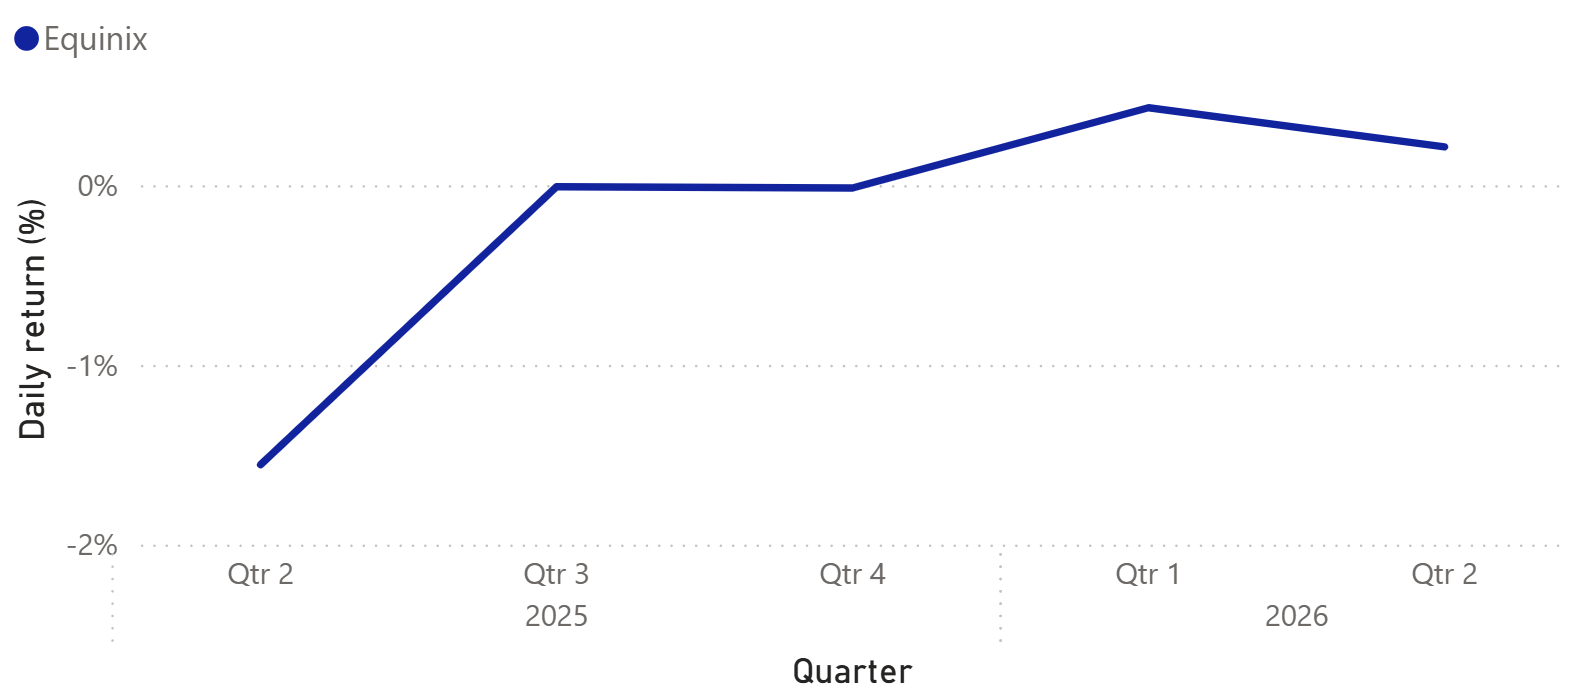 Equinix
Daily return (%)
0%
-1%
-2%
Qtr 2
Qtr 3
Qtr 4
Qtr 1
Qtr 2
2025
2026
Quarter